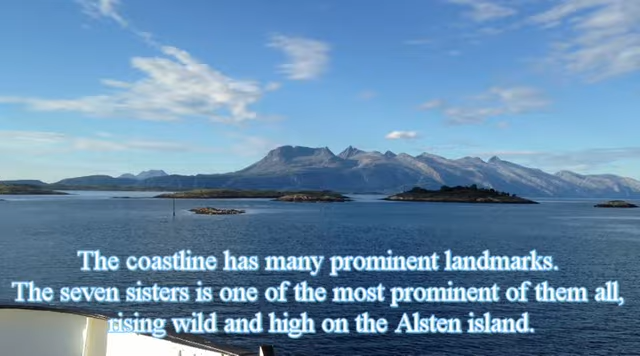 The coastline has many prominent landmarks.
The seven sisters is one of the most prominent of them all,
rising wild and high on the Alsten island.